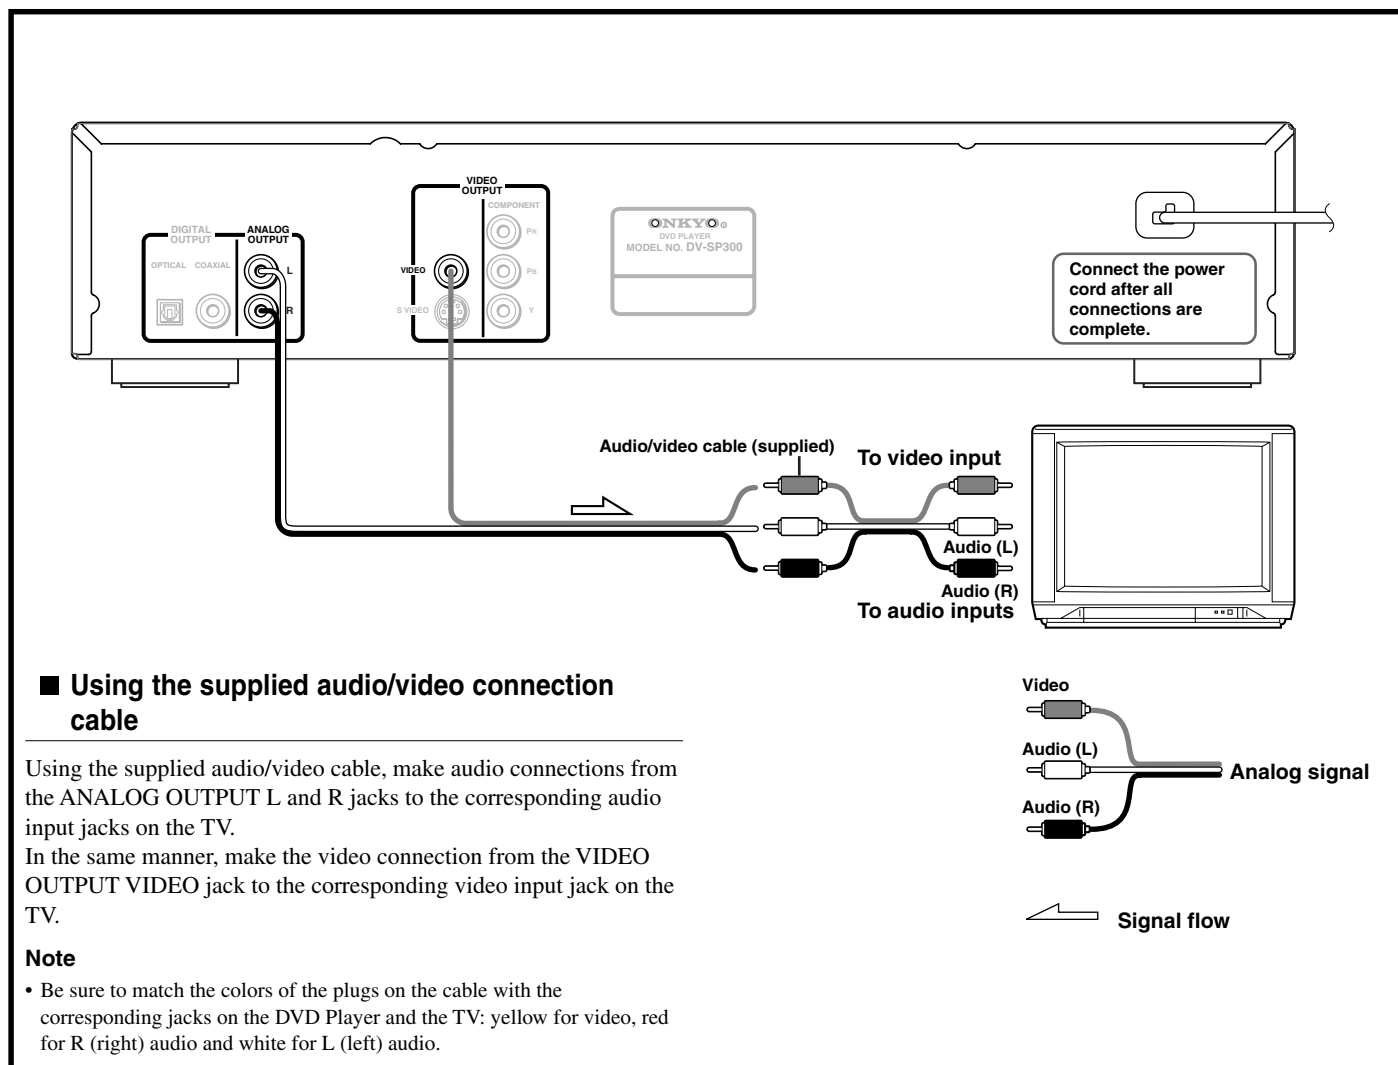 VIDEO
OUTPUT
COMPONENT
DIGITAL
OUTPUT
ANALOG
OUTPUT
OPTICAL
COAXIAL
L
R
VIDEO
S VIDEO
PR
PB
Y
ONKYO
DVD PLAYER
MODEL NO. DV-SP300
Connect the power
cord after all
connections are
complete.
Audio/video cable (supplied)
To video input
Audio (L)
Audio (R)
To audio inputs
■ Using the supplied audio/video connection
cable
Using the supplied audio/video cable, make audio connections from
the ANALOG OUTPUT L and R jacks to the corresponding audio
input jacks on the TV.
In the same manner, make the video connection from the VIDEO
OUTPUT VIDEO jack to the corresponding video input jack on the
TV.
Note
• Be sure to match the colors of the plugs on the cable with the
corresponding jacks on the DVD Player and the TV: yellow for video, red
for R (right) audio and white for L (left) audio.
Video
Audio (L)
Audio (R)
Analog signal
Signal flow